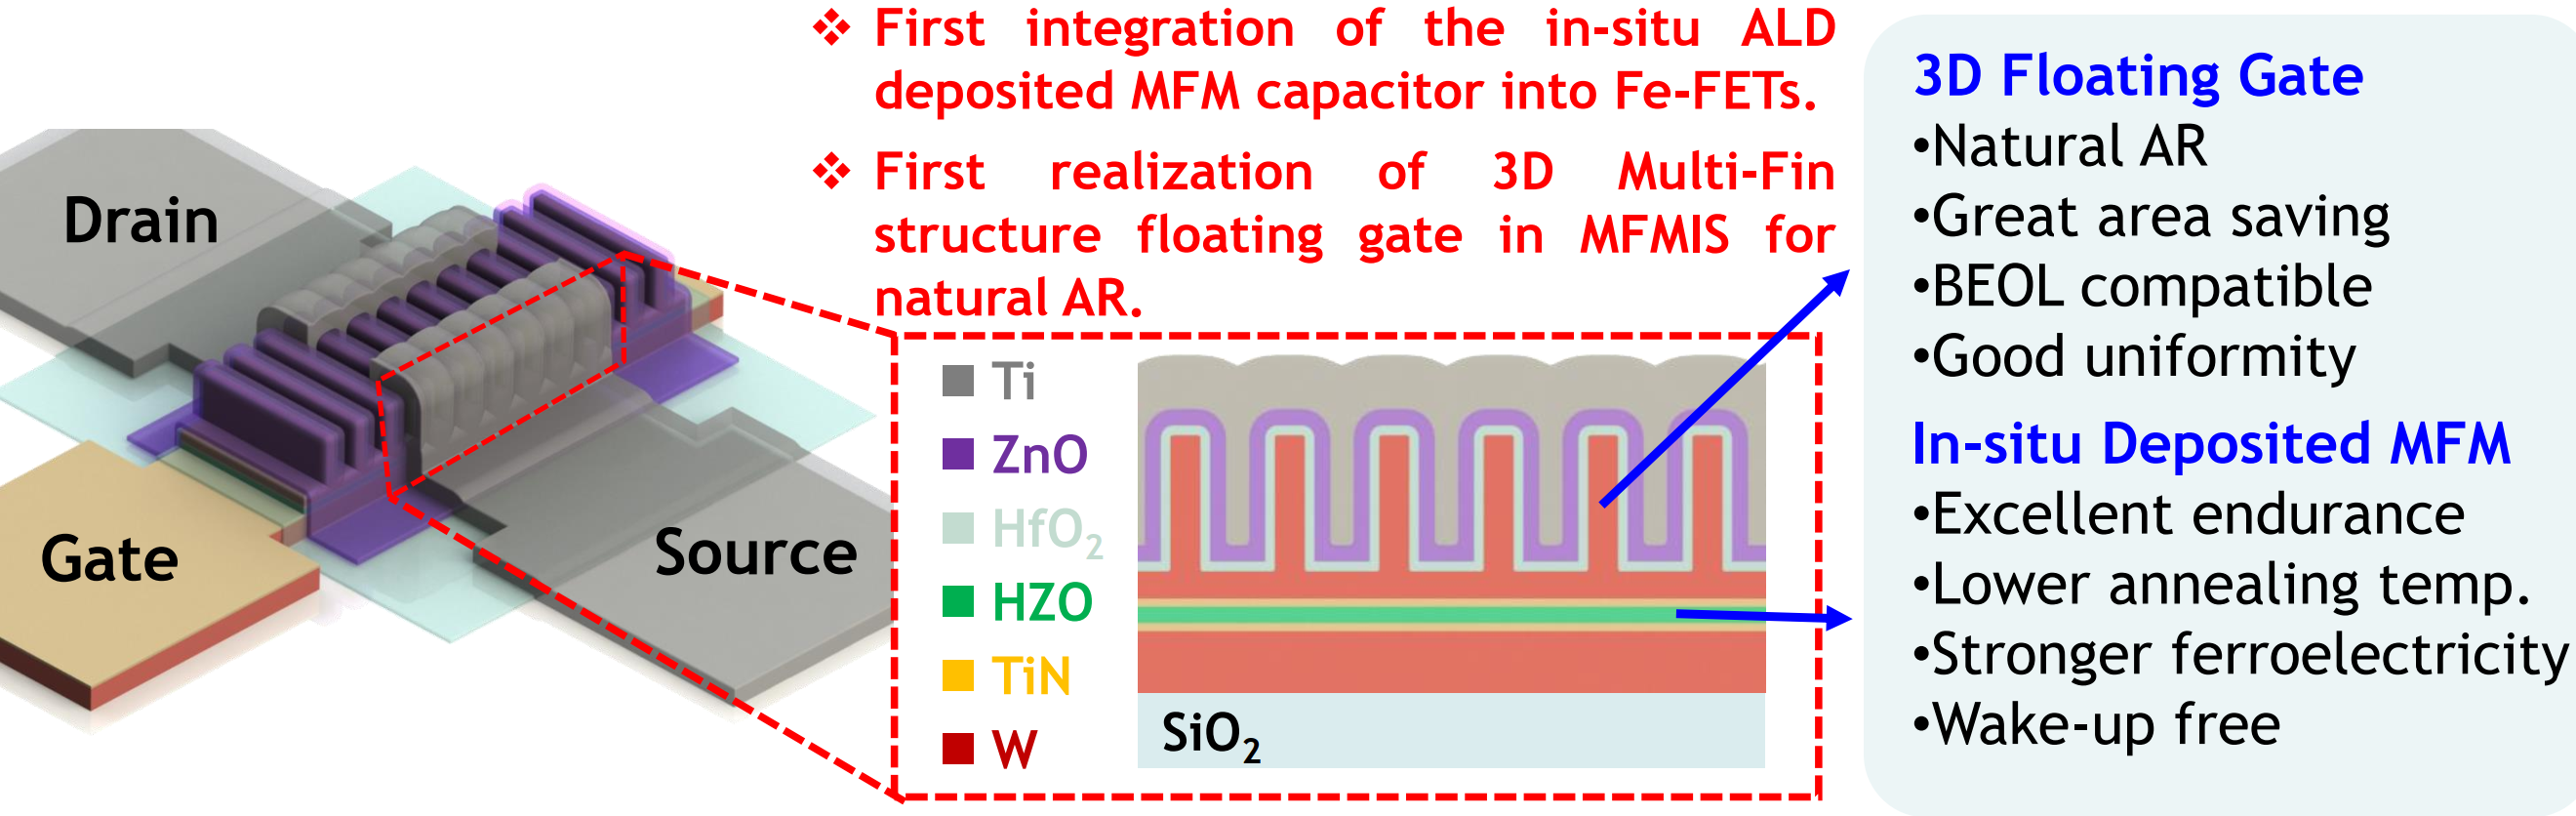 ❖ First integration of the in-situ ALD
deposited MFM capacitor into Fe-FETs.
❖ First realization of 3D Multi-Fin
structure floating gate in MFMIS for
natural AR.
Drain
Gate
Source
Ti
ZnO
HfO₂
HZO
TiN
W
SiO₂
3D Floating Gate
•Natural AR
•Great area saving
•BEOL compatible
•Good uniformity
In-situ Deposited MFM
•Excellent endurance
•Lower annealing temp.
•Stronger ferroelectricity
•Wake-up free